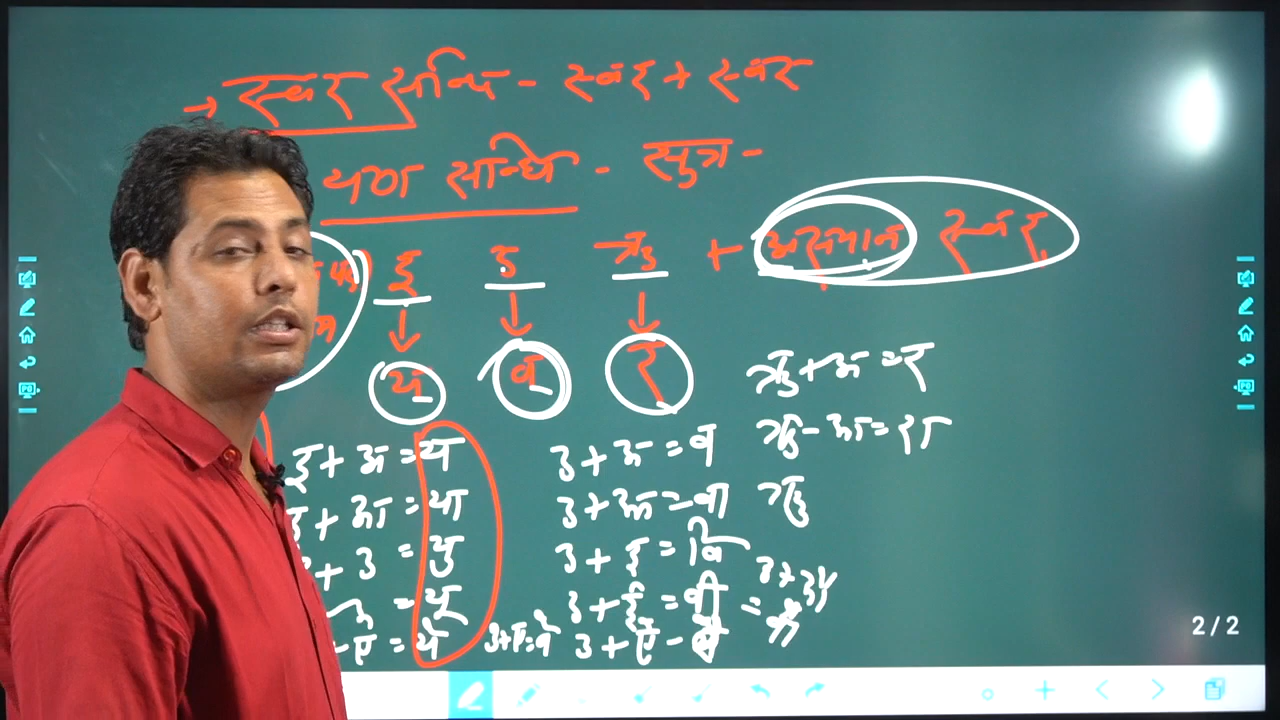 → स्वर सन्धि - स्वर + स्वर
यण सन्धि - सुत्र -
ई उ ऋ + असमान स्वर
य व र
ऋ + अ = र
ऋ - आ = रा
ऋ
इ + अ = य उ + अ = व
इ + आ = या उ + आ = वा
+ उ = यु उ + इ = वि
= यू उ + ई = वी =
- ए = ये उ + ए = वे उ + ए -
2/2